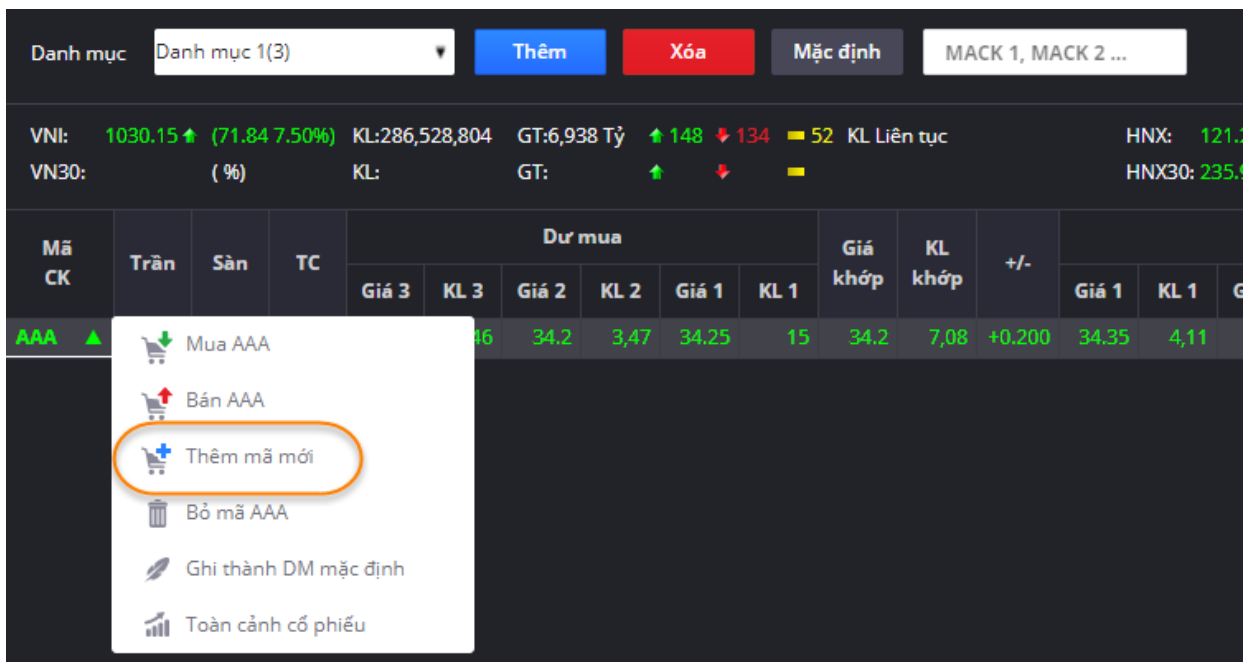 Danh mục Danh mục 1(3) Thêm Xóa Mặc định MACK 1, MACK 2 ...
VNI: 1030.15 (71.84 7.50%) KL:286,528,804 GT:6,938 Tỷ 148 134 52 KL Liên tục HNX: 121.2
VN30: ( %) KL: GT: HNX30: 235.9
Mã CK Trần Sàn TC Dư mua Giá khớp KL khớp +/-
Giá 3 KL 3 Giá 2 KL 2 Giá 1 KL 1 Giá 1 KL 1
AAA 46 34.2 3,47 34.25 15 34.2 7,08 +0.200 34.35 4,11
Mua AAA
Bán AAA
Thêm mã mới
Bỏ mã AAA
Ghi thành DM mặc định
Toàn cảnh cổ phiếu